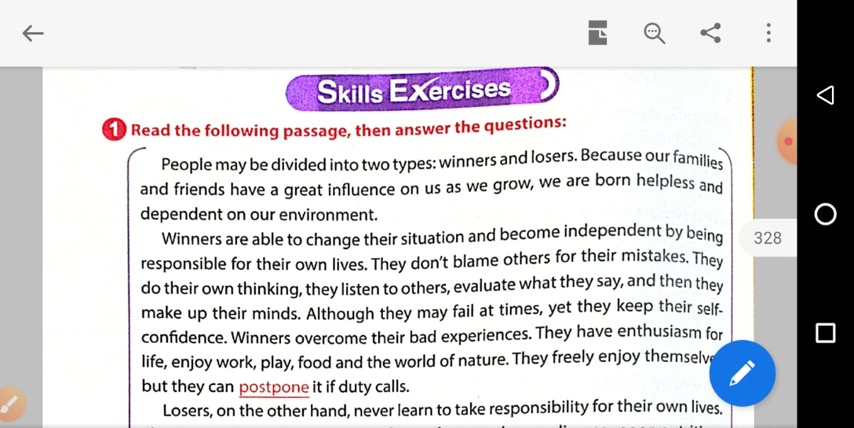 Skills Exercises
1 Read the following passage, then answer the questions:
People may be divided into two types: winners and losers. Because our families
and friends have a great influence on us as we grow, we are born helpless and
dependent on our environment.
Winners are able to change their situation and become independent by being
328
responsible for their own lives. They don't blame others for their mistakes. They
do their own thinking, they listen to others, evaluate what they say, and then they
make up their minds. Although they may fail at times, yet they keep their self-
confidence. Winners overcome their bad experiences. They have enthusiasm for
life, enjoy work, play, food and the world of nature. They freely enjoy
but they can postpone it if duty calls.
Losers, on the other hand, never learn to take responsibility for their own lives.